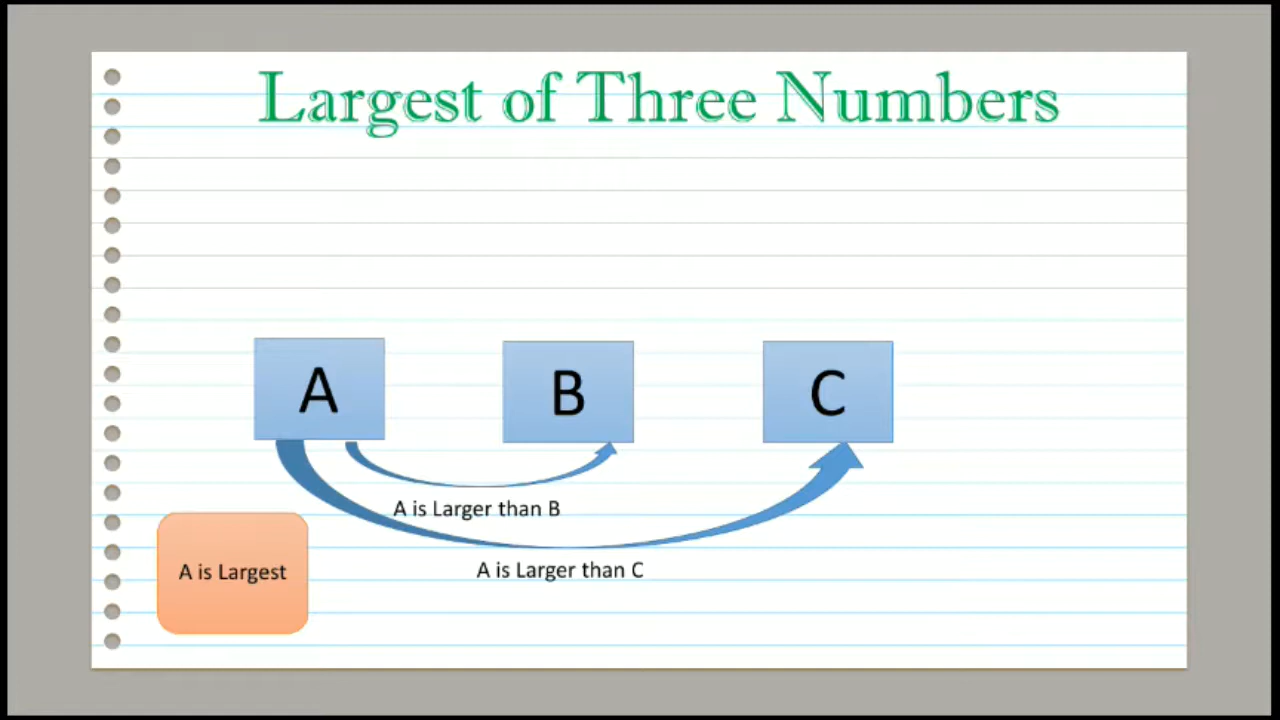 Largest of Three Numbers
A
B
C
A is Larger than B
A is Larger than C
A is Largest